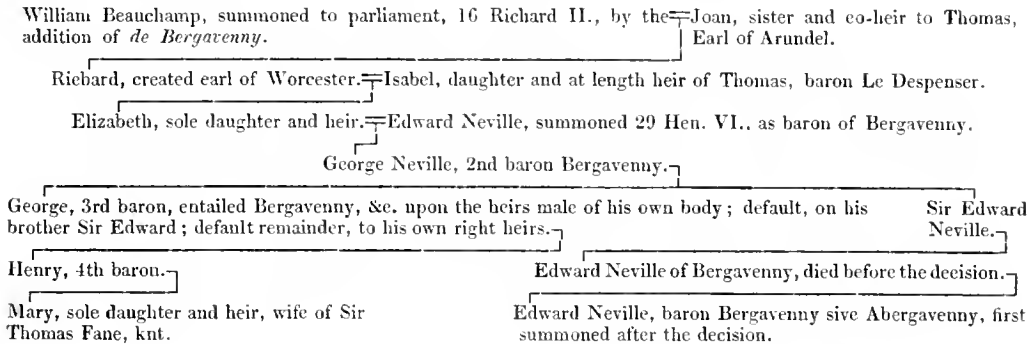 William Beauchamp, summoned to parliament, 16 Richard II., by the=Joan, sister and co-heir to Thomas,
addition of de Bergavenny. Earl of Arundel.
Richard, created earl of Worcester.=Isabel, daughter and at length heir of Thomas, baron Le Despenser.
Elizabeth, sole daughter and heir.=Edward Neville, summoned 29 Hen. VI., as baron of Bergavenny.
George Neville, 2nd baron Bergavenny.
George, 3rd baron, entailed Bergavenny, &c. upon the heirs male of his own body; default, on his
brother Sir Edward; default remainder, to his own right heirs.
Sir Edward
Neville.
Henry, 4th baron.
Edward Neville of Bergavenny, died before the decision.
Mary, sole daughter and heir, wife of Sir
Thomas Fane, knt.
Edward Neville, baron Bergavenny sive Abergavenny, first
summoned after the decision.